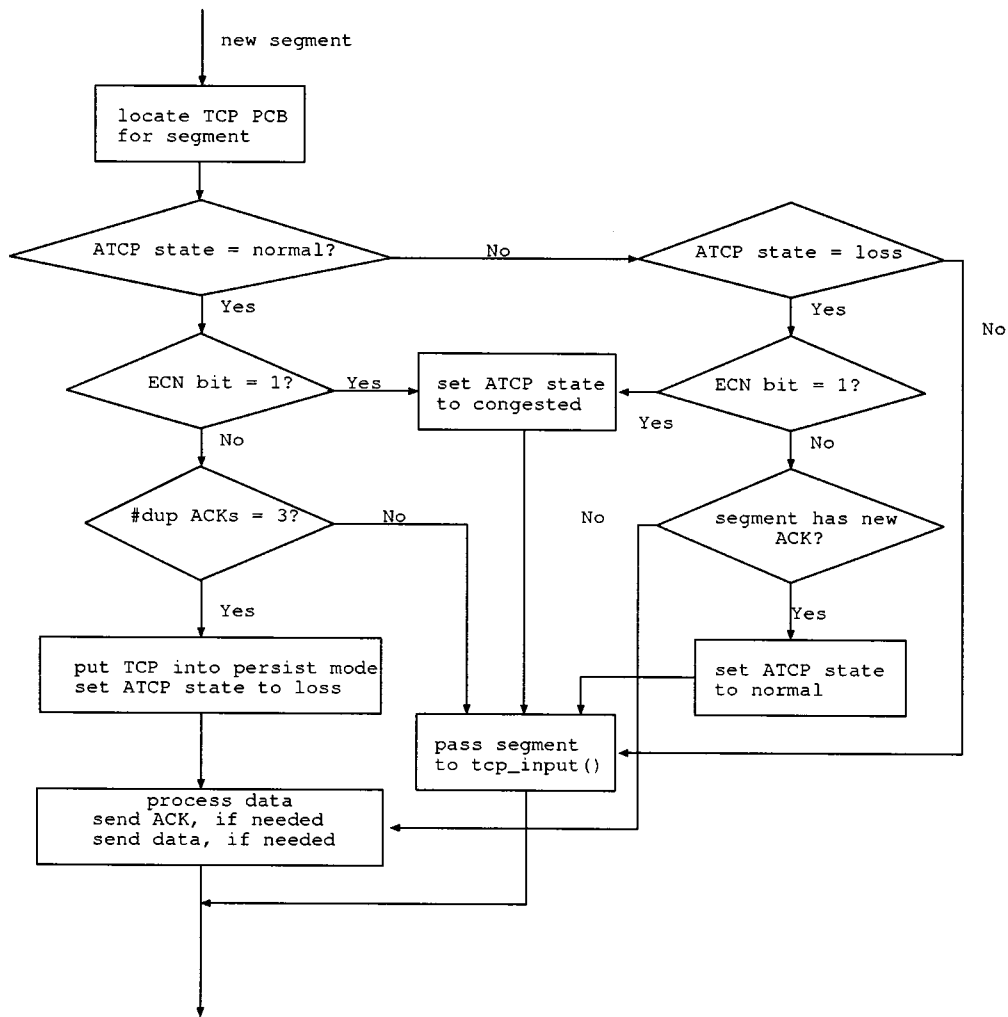 new segment
locate TCP PCB
for segment
ATCP state = normal?
No
ATCP state = loss
Yes
Yes
No
ECN bit = 1?
Yes
set ATCP state
to congested
ECN bit = 1?
Yes
No
No
#dup ACKs = 3?
No
No
segment has new
ACK?
Yes
Yes
put TCP into persist mode
set ATCP state to loss
set ATCP state
to normal
pass segment
to tcp_input()
process data
send ACK, if needed
send data, if needed